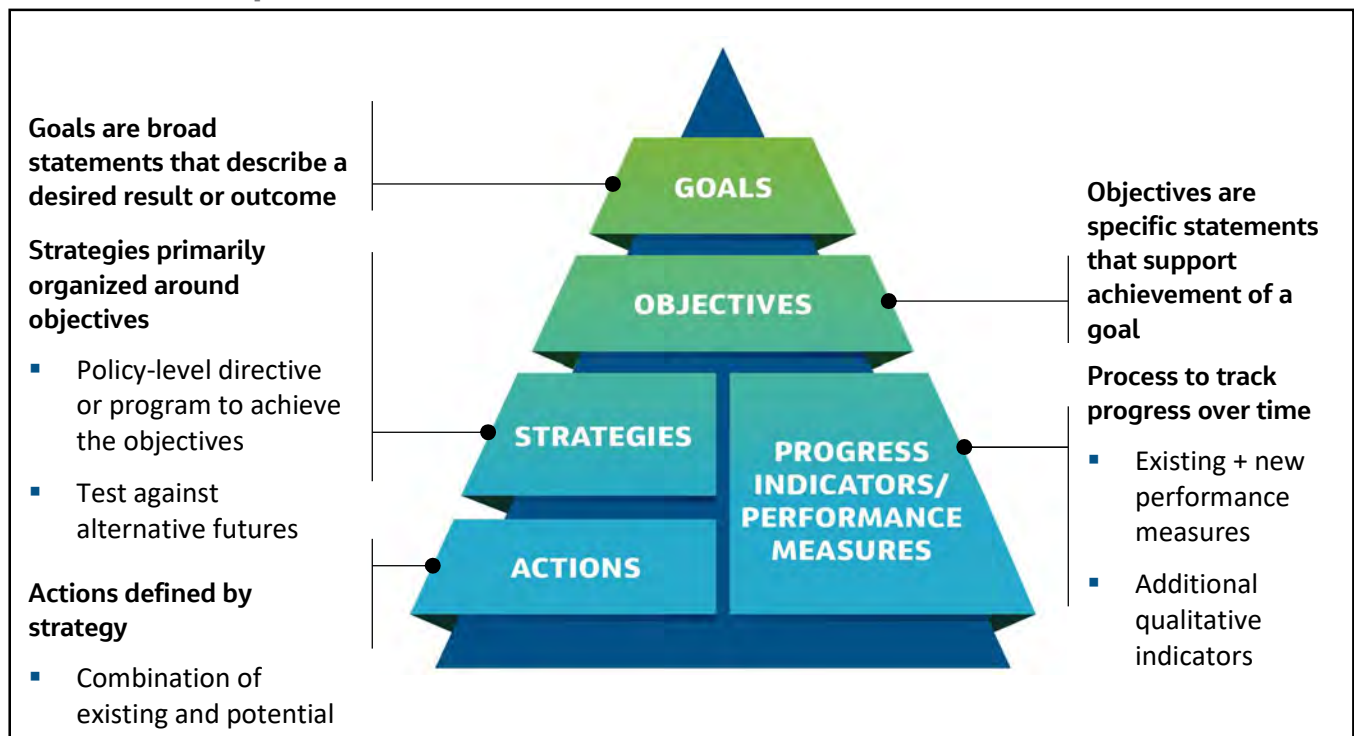 Goals are broad
statements that describe a
desired result or outcome
Strategies primarily
organized around
objectives
▪ Policy-level directive
or program to achieve
the objectives
▪ Test against
alternative futures
Actions defined by
strategy
▪ Combination of
existing and potential
GOALS
OBJECTIVES
STRATEGIES
ACTIONS
PROGRESS
INDICATORS/
PERFORMANCE
MEASURES
Objectives are
specific statements
that support
achievement of a
goal
Process to track
progress over time
▪ Existing + new
performance
measures
▪ Additional
qualitative
indicators